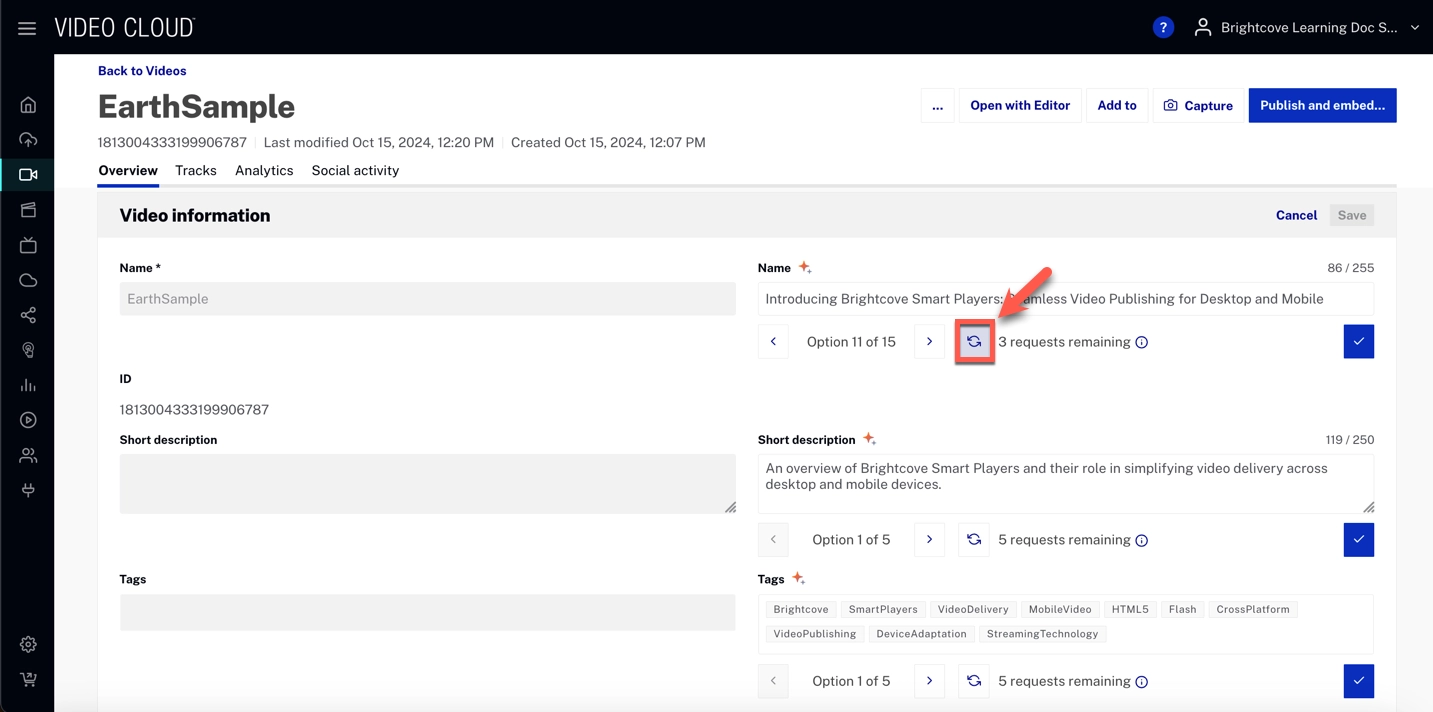 VIDEO CLOUD
? Brightcove Learning Doc S...
Back to Videos
EarthSample
... Open with Editor Add to Capture Publish and embed...
1813004333199906787 Last modified Oct 15, 2024, 12:20 PM Created Oct 15, 2024, 12:07 PM
Overview Tracks Analytics Social activity
Video information
Cancel Save
Name *
EarthSample
Name 86 / 255
Introducing Brightcove Smart Players: Video Publishing for Desktop and Mobile
Option 11 of 15 3 requests remaining
ID
1813004333199906787
Short description
Short description 119 / 250
An overview of Brightcove Smart Players and their role in simplifying video delivery across
desktop and mobile devices.
Option 1 of 5 5 requests remaining
Tags
Tags
Brightcove SmartPlayers VideoDelivery MobileVideo HTML5 Flash CrossPlatform
VideoPublishing DeviceAdaptation StreamingTechnology
Option 1 of 5 5 requests remaining